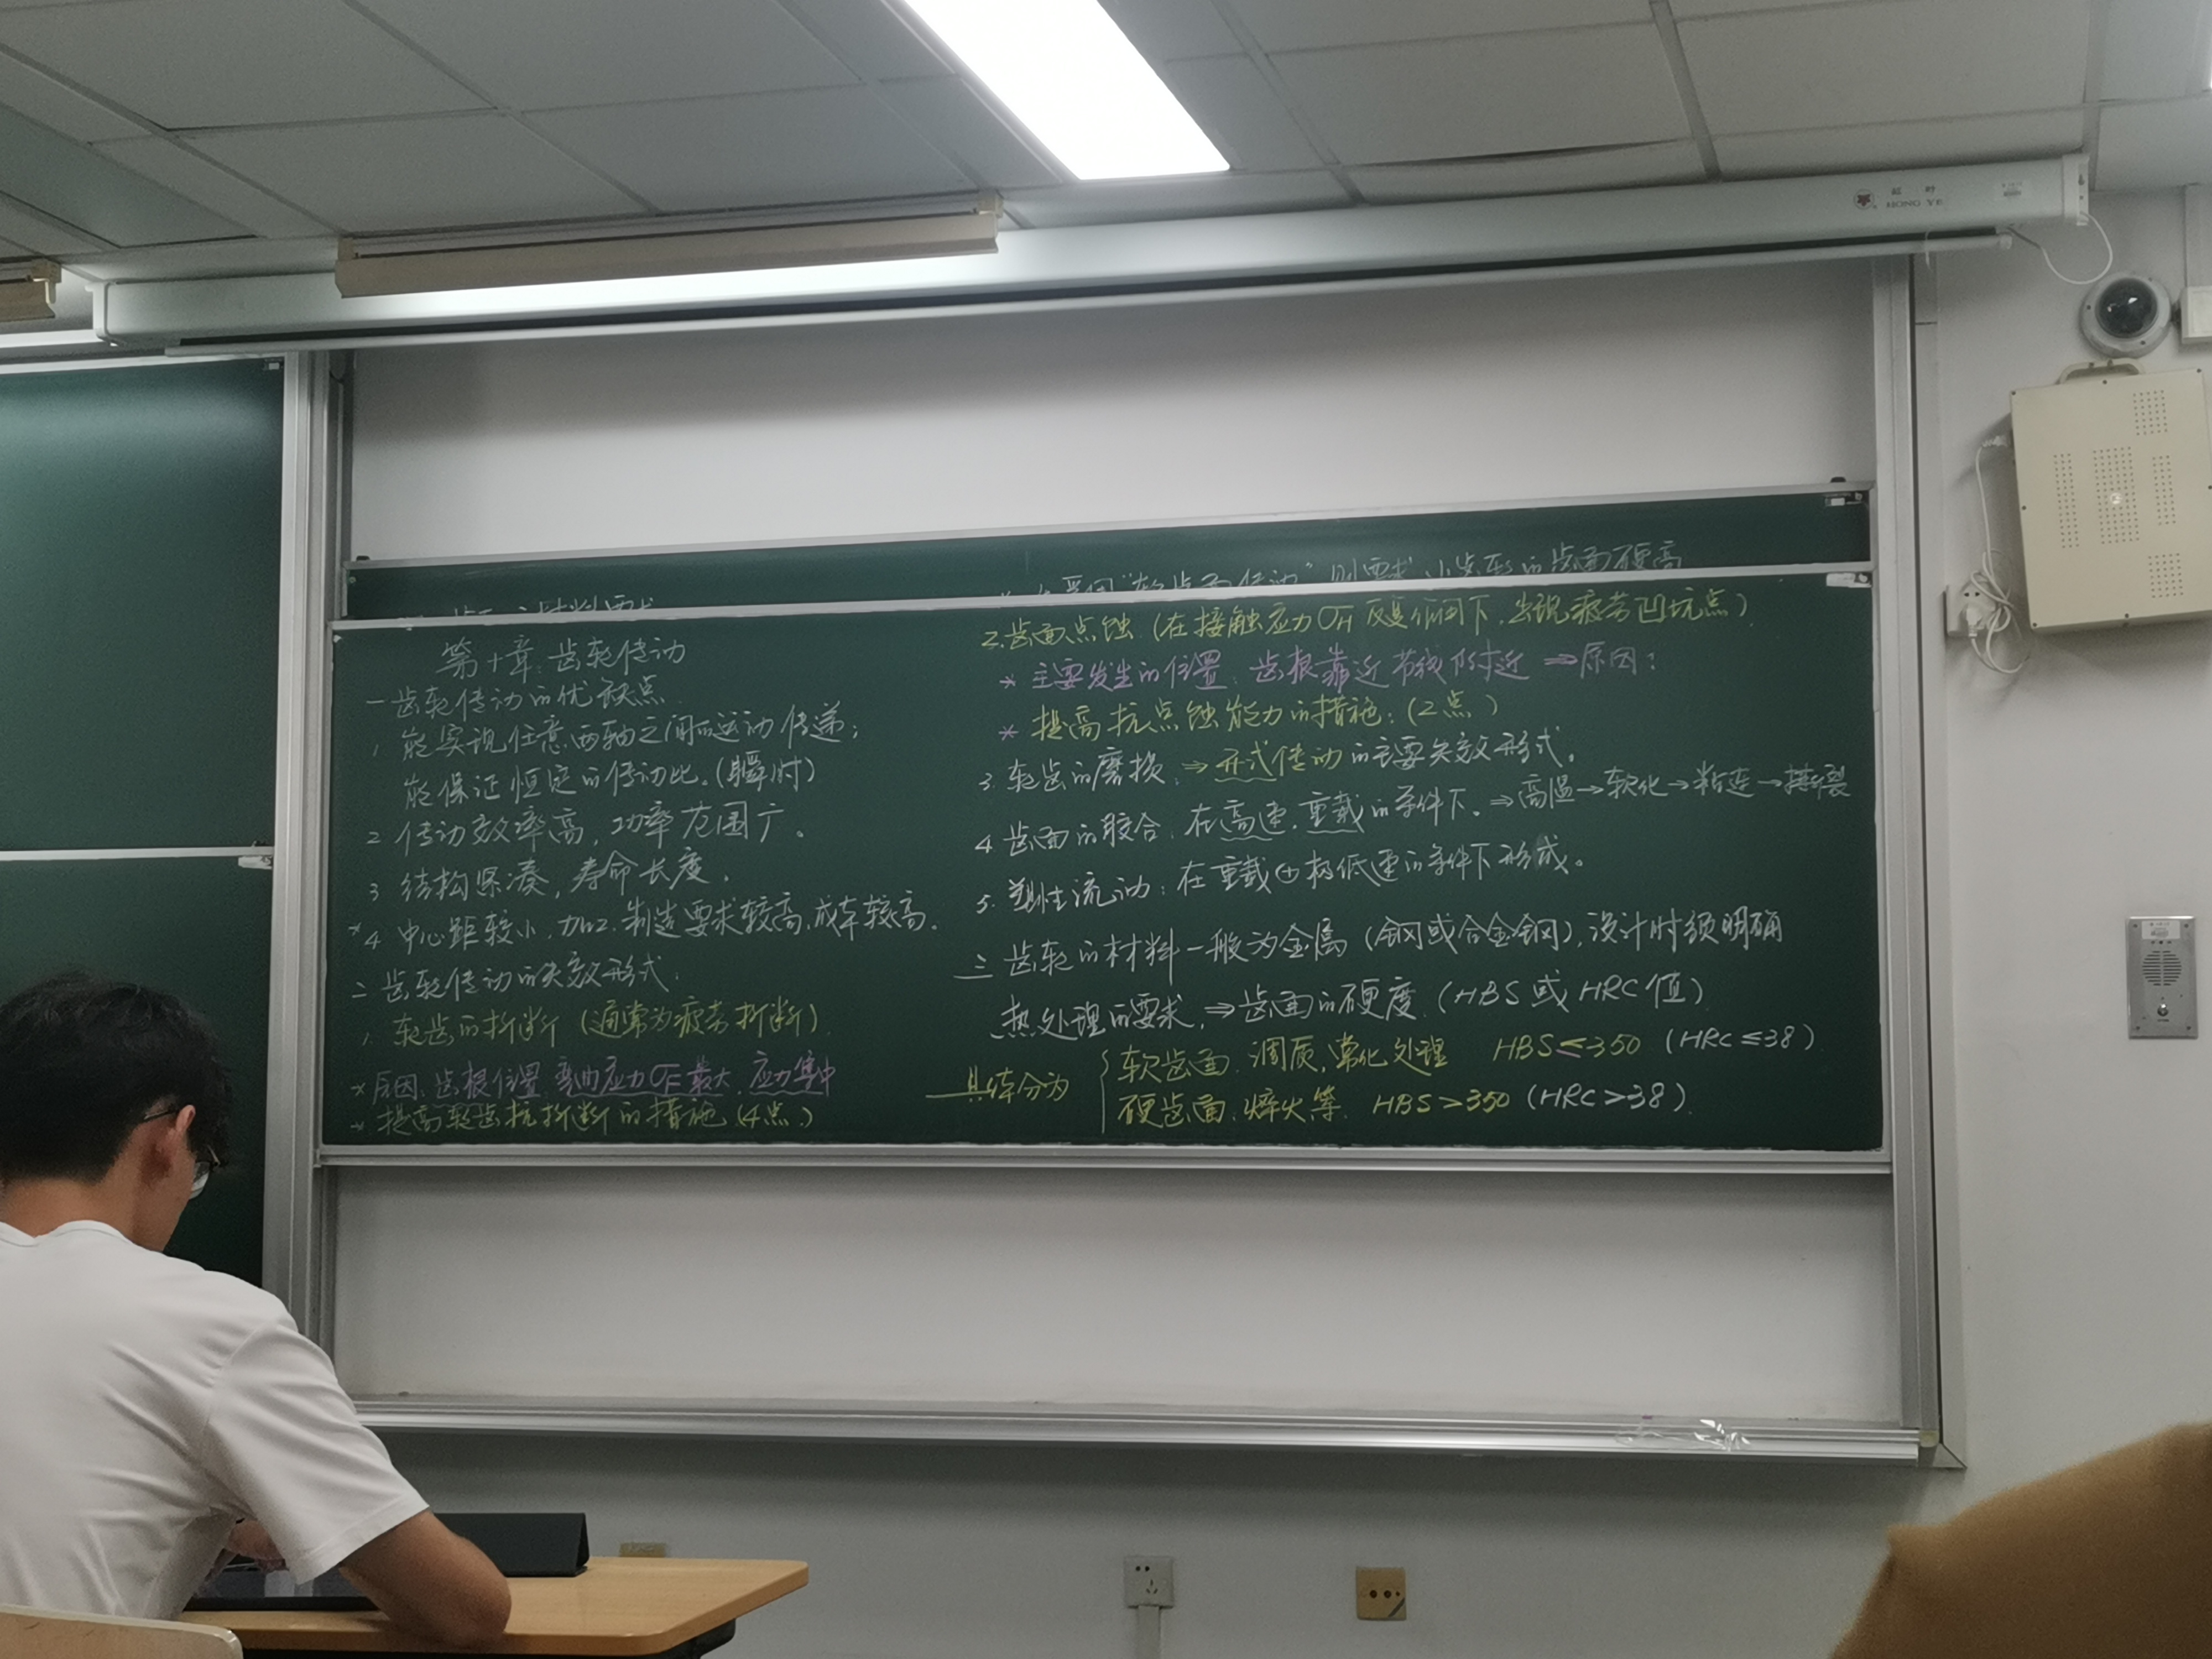 红叶
HONG YE
若采用“软齿面传动”则要求小齿轮的齿面硬高
第十章:齿轮传动
一 齿轮传动的优缺点
1. 能实现任意两轴之间的运动传递;
能保证恒定的传动比。(瞬时)
2 传动效率高,功率范围广。
3 结构紧凑,寿命长度.
*4 中心距较小,加工.制造要求较高,成本较高.
二 齿轮传动的失效形式:
1. 轮齿的折断 (通常为疲劳折断).
*原因:齿根位置 弯曲应力σF最大.应力集中
*提高轮齿抗折断的措施 (4点.)
2.齿面点蚀.(在接触应力σH反复作用下,出现疲劳凹坑点)
* 主要发生的位置:齿根靠近节线附近⇒原因?
* 提高抗点蚀能力的措施:(2点)
3. 轮齿的磨损:⇒开式传动的主要失效形式。
4 齿面的胶合:在高速.重载的条件下。⇒高温→软化→粘连→撕裂
5. 塑性流动:在重载⊕极低速的条件下形成。
三 齿轮的材料一般为金属(钢或合金钢),设计时须明确
热处理的要求,⇒齿面的硬度.(HBS或HRC值)
具体分为
软齿面.调质,常化处理 HBS≤350 (HRC≤38)
硬齿面:淬火等. HBS>350 (HRC>38).